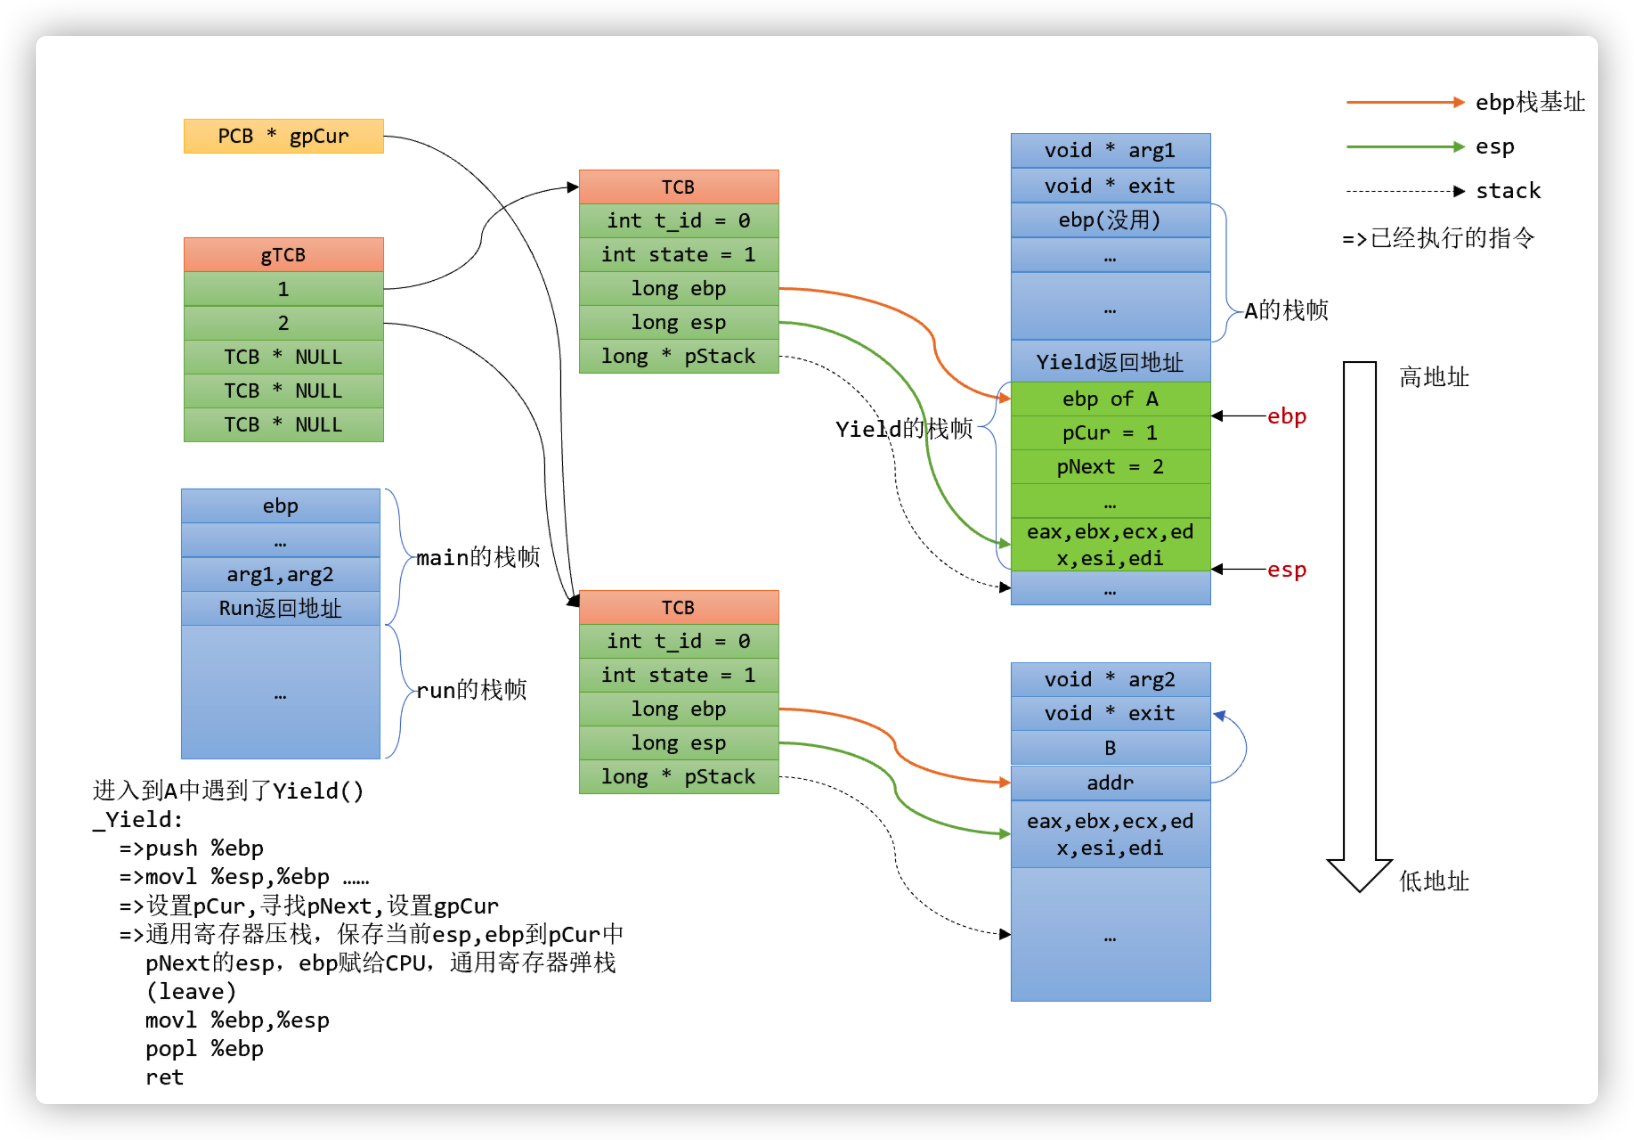 PCB * gpCur
gTCB
1
2
TCB * NULL
TCB * NULL
TCB * NULL
ebp
…
arg1,arg2
Run返回地址
…
main的栈帧
run的栈帧
进入到A中遇到了Yield()
_Yield:
=>push %ebp
=>movl %esp,%ebp ……
=>设置pCur,寻找pNext,设置gpCur
=>通用寄存器压栈，保存当前esp,ebp到pCur中
pNext的esp，ebp赋给CPU，通用寄存器弹栈
(leave)
movl %ebp,%esp
popl %ebp
ret
TCB
int t_id = 0
int state = 1
long ebp
long esp
long * pStack
TCB
int t_id = 0
int state = 1
long ebp
long esp
long * pStack
void * arg1
void * exit
ebp(没用)
…
…
Yield返回地址
ebp of A
pCur = 1
pNext = 2
…
eax,ebx,ecx,ed
x,esi,edi
…
A的栈帧
Yield的栈帧
ebp
esp
void * arg2
void * exit
B
addr
eax,ebx,ecx,ed
x,esi,edi
…
ebp栈基址
esp
stack
=>已经执行的指令
高地址
低地址